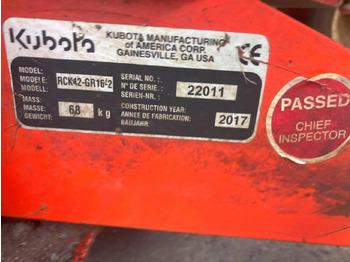 Kubota
KUBOTA MANUFACTURING
of AMERICA CORP.
GAINESVILLE, GA USA
CE
MODEL:
MODELE:
MODELL:
RCK42-GR16-2
SERIAL NO.:
N° DE SERIE.:
SERIEN-NR.:
22011
MASS:
MASSE:
GEWICHT:
68 kg
CONSTRUCTION YEAR:
ANNEE DE FABRICATION:
BAUJAHR:
2017
PASSED
CHIEF
INSPECTOR